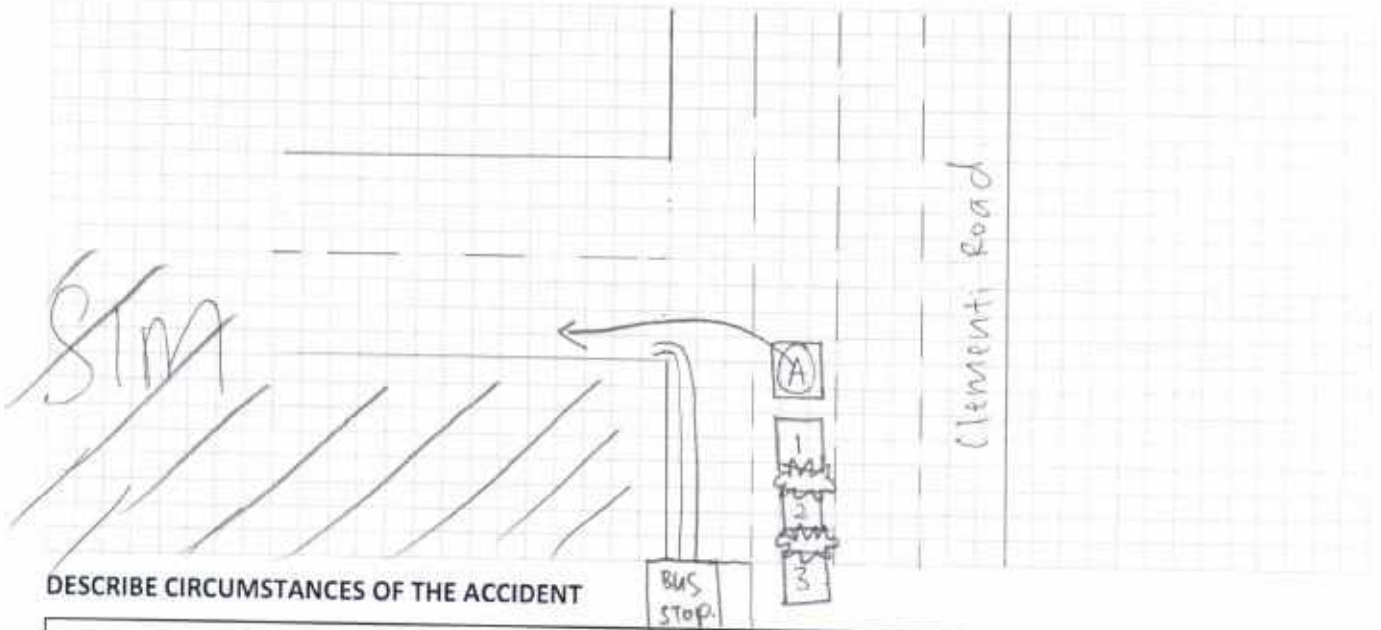 Clementi Road
SIM
A
1
2
3
BUS
STOP.
DESCRIBE CIRCUMSTANCES OF THE ACCIDENT